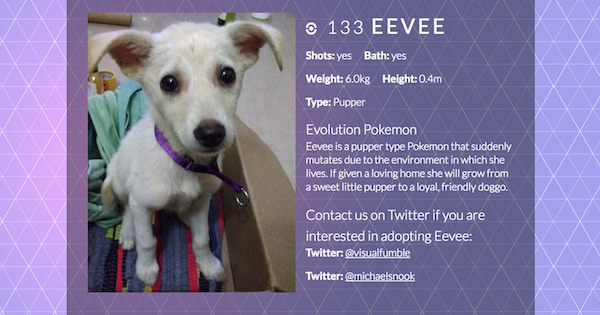 133 EEVEE
Shots: yes Bath: yes
Weight: 6.0kg Height: 0.4m
Type: Pupper
Evolution Pokemon
Eevee is a pupper type Pokemon that suddenly
mutates due to the environment in which she
lives. If given a loving home she will grow from
a sweet little pupper to a loyal, friendly doggo.
Contact us on Twitter if you are
interested in adopting Eevee:
Twitter: @visualfumble
Twitter: @michaelsnook